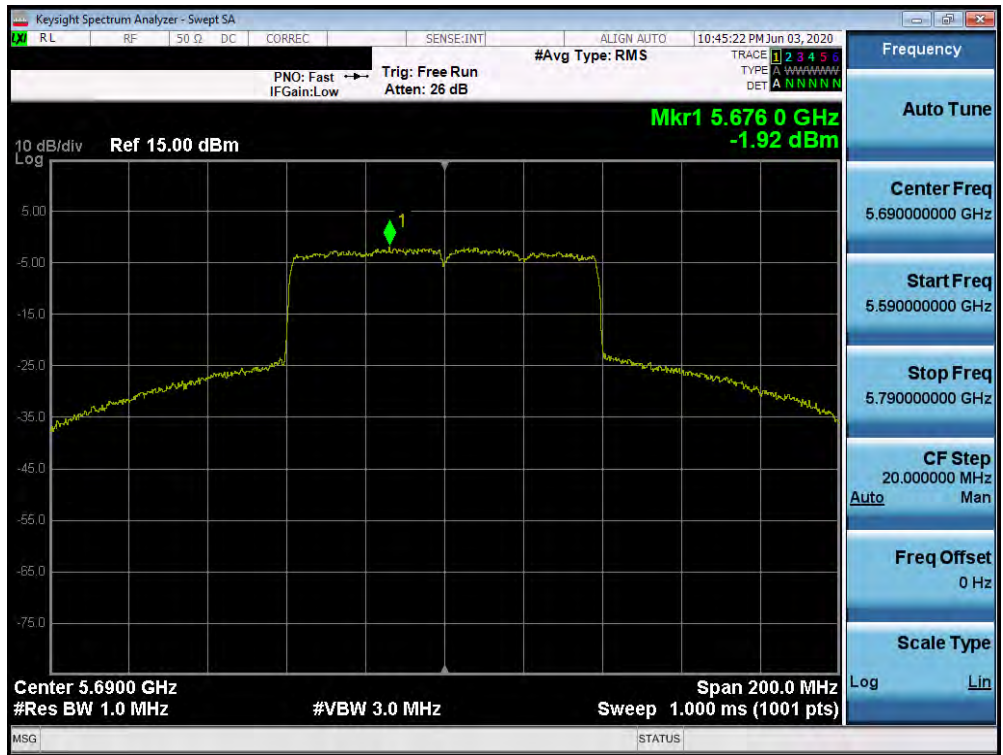 Keysight Spectrum Analyzer - Swept SA
LXI RL RF 50 Ω DC CORREC SENSE:INT ALIGN AUTO 10:45:22 PM Jun 03, 2020
#Avg Type: RMS
TRACE 1 2 3 4 5 6
PNO: Fast
Trig: Free Run
TYPE A WWWWW
IFGain:Low
Atten: 26 dB
DET A N N N N N
Mkr1 5.676 0 GHz
-1.92 dBm
10 dB/div
Log
Ref 15.00 dBm
1
5.00
-5.00
-15.0
-25.0
-35.0
-45.0
-55.0
-65.0
-75.0
Center 5.6900 GHz
Span 200.0 MHz
#Res BW 1.0 MHz
#VBW 3.0 MHz
Sweep 1.000 ms (1001 pts)
MSG
STATUS
Frequency
Auto Tune
Center Freq
5.690000000 GHz
Start Freq
5.590000000 GHz
Stop Freq
5.790000000 GHz
CF Step
20.000000 MHz
Auto Man
Freq Offset
0 Hz
Scale Type
Log Lin